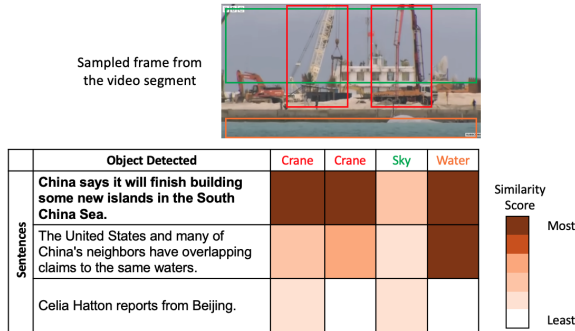 Sampled frame from
the video segment
Object Detected Crane Crane Sky Water
Sentences
China says it will finish building
some new islands in the South
China Sea.
The United States and many of
China's neighbors have overlapping
claims to the same waters.
Celia Hatton reports from Beijing.
Similarity
Score
Most
Least